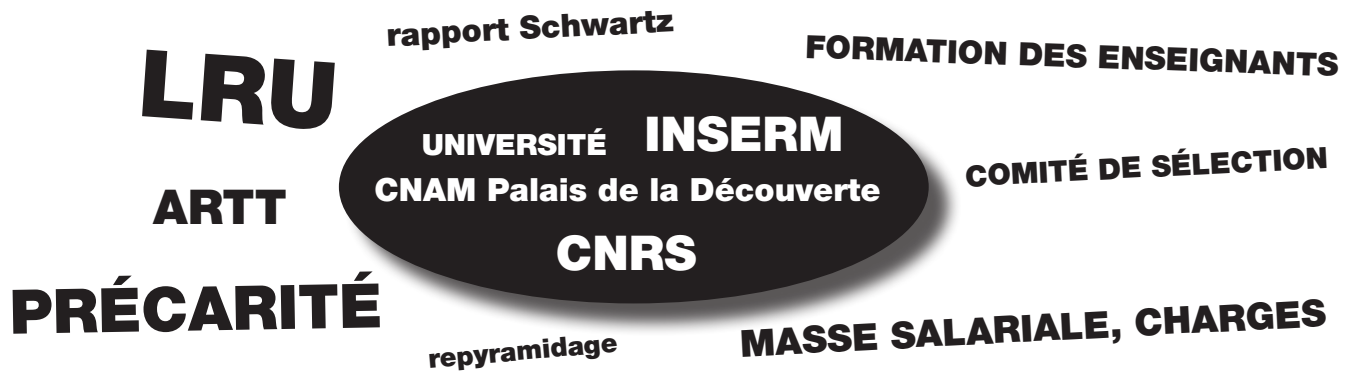 rapport Schwartz
FORMATION DES ENSEIGNANTS
LRU
UNIVERSITÉ INSERM
COMITÉ DE SÉLECTION
CNAM Palais de la Découverte
ARTT
CNRS
PRÉCARITÉ
MASSE SALARIALE, CHARGES
repyramidage